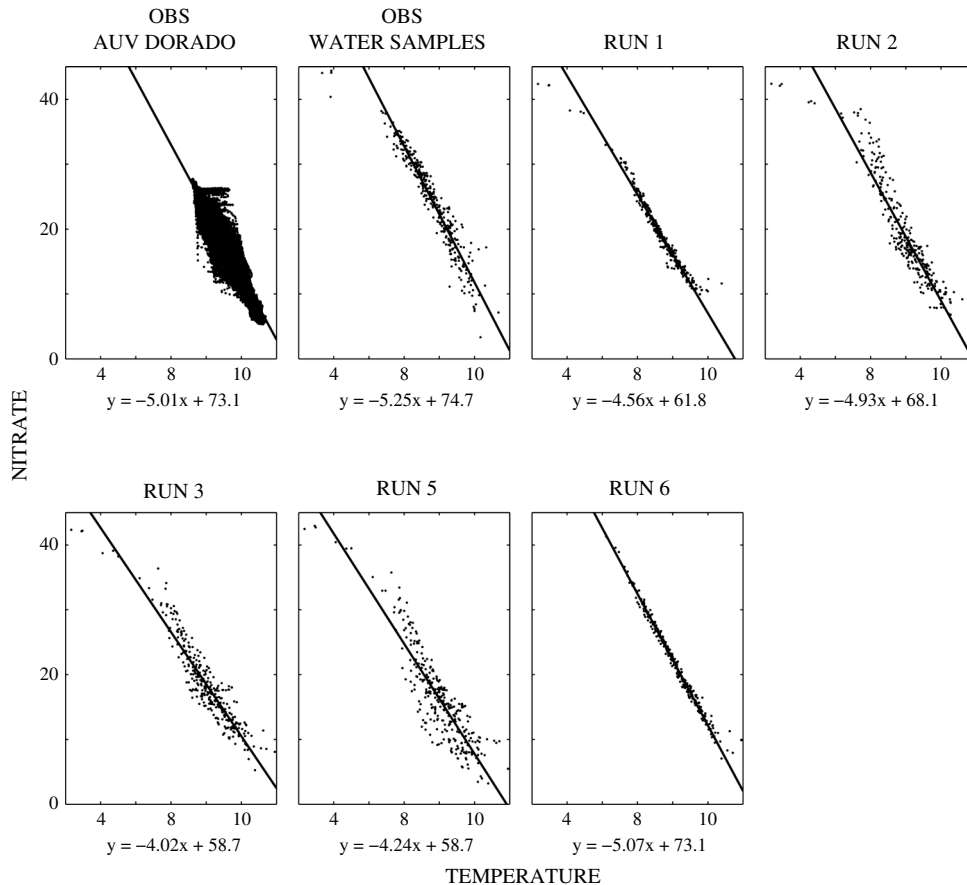 OBS
AUV DORADO
OBS
WATER SAMPLES
RUN 1
RUN 2
40
20
0
4 8 10
4 8 10
4 8 10
4 8 10
y = −5.01x + 73.1
y = −5.25x + 74.7
y = −4.56x + 61.8
y = −4.93x + 68.1
NITRATE
RUN 3
RUN 5
RUN 6
40
20
0
4 8 10
4 8 10
4 8 10
y = −4.02x + 58.7
y = −4.24x + 58.7
y = −5.07x + 73.1
TEMPERATURE